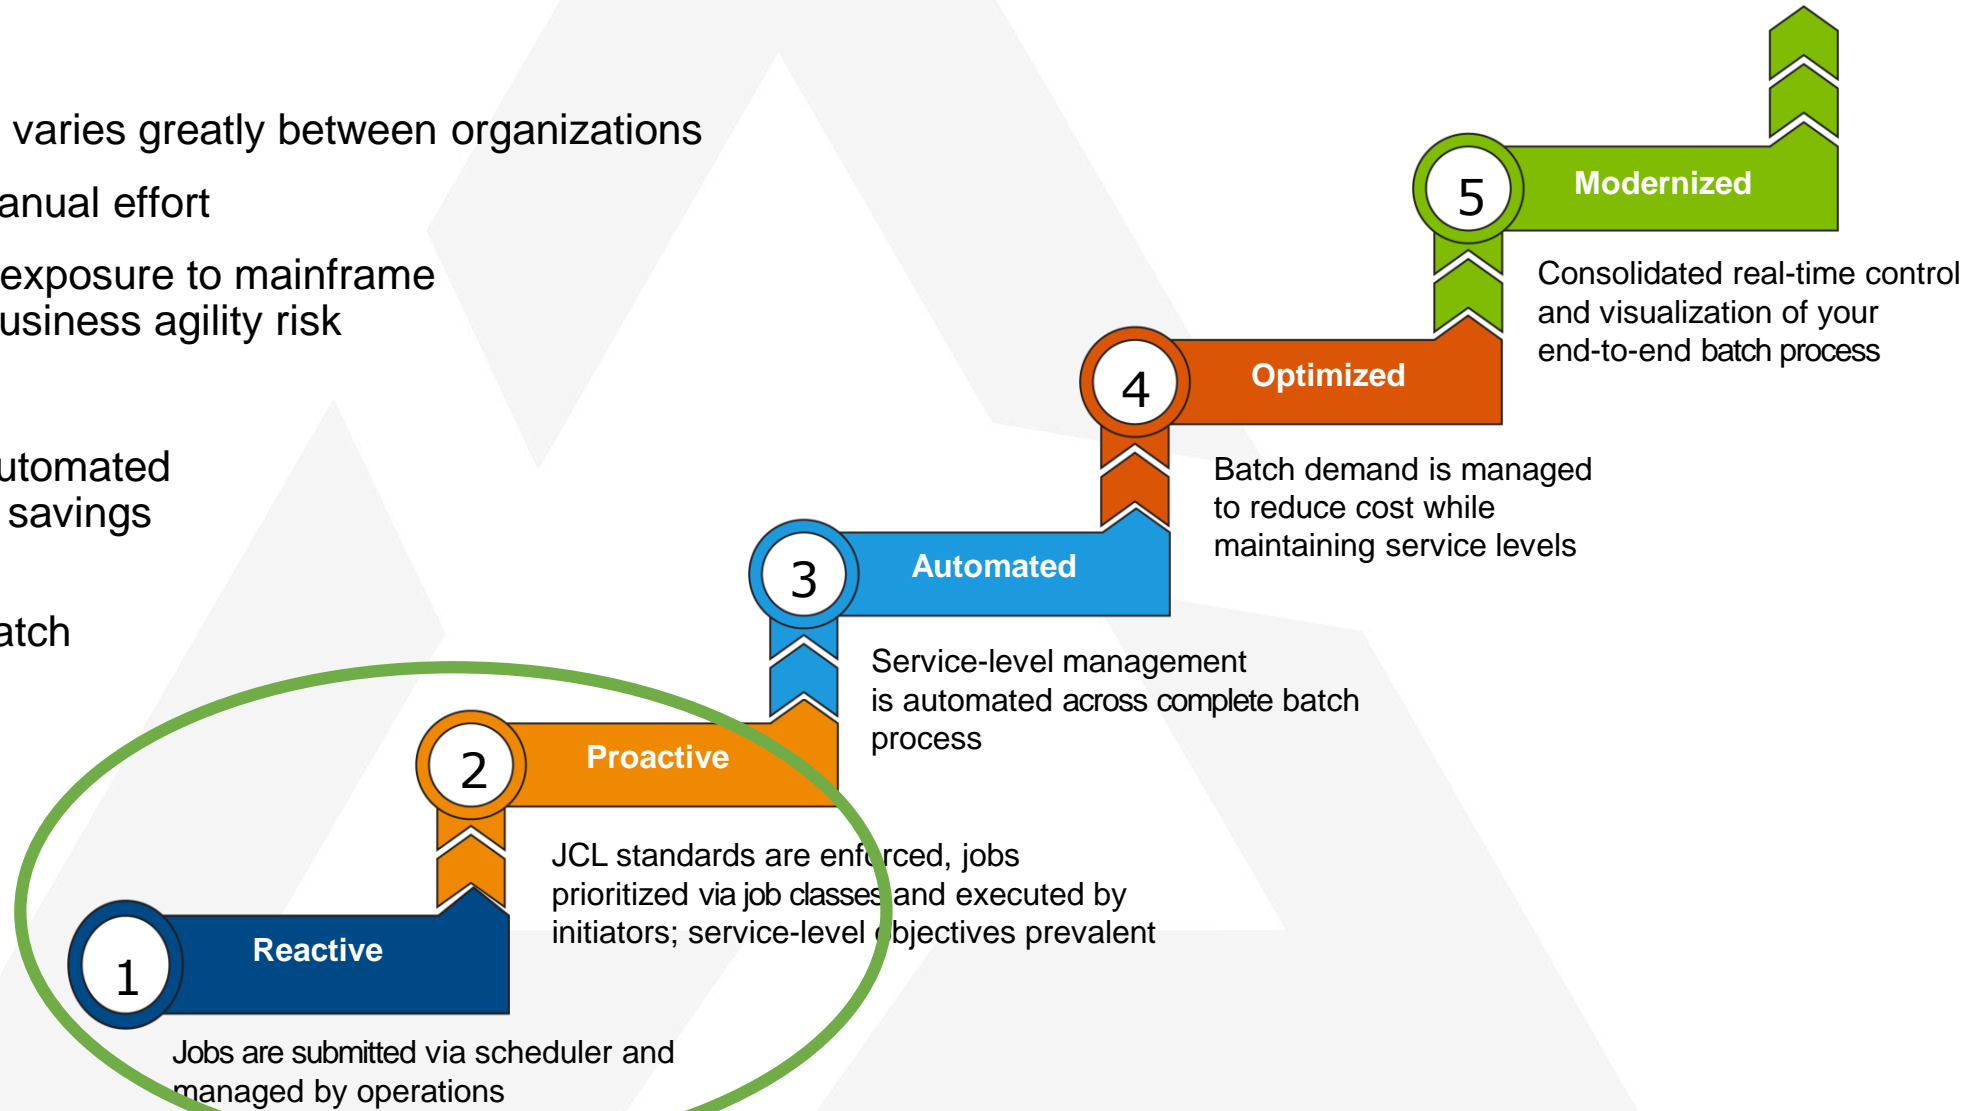 varies greatly between organizations
anual effort
exposure to mainframe
usiness agility risk
utomated
savings
atch
5
Modernized
Consolidated real-time control
and visualization of your
end-to-end batch process
4
Optimized
Batch demand is managed
to reduce cost while
maintaining service levels
3
Automated
Service-level management
is automated across complete batch
process
2
Proactive
JCL standards are enforced, jobs
prioritized via job classes and executed by
initiators; service-level objectives prevalent
1
Reactive
Jobs are submitted via scheduler and
managed by operations